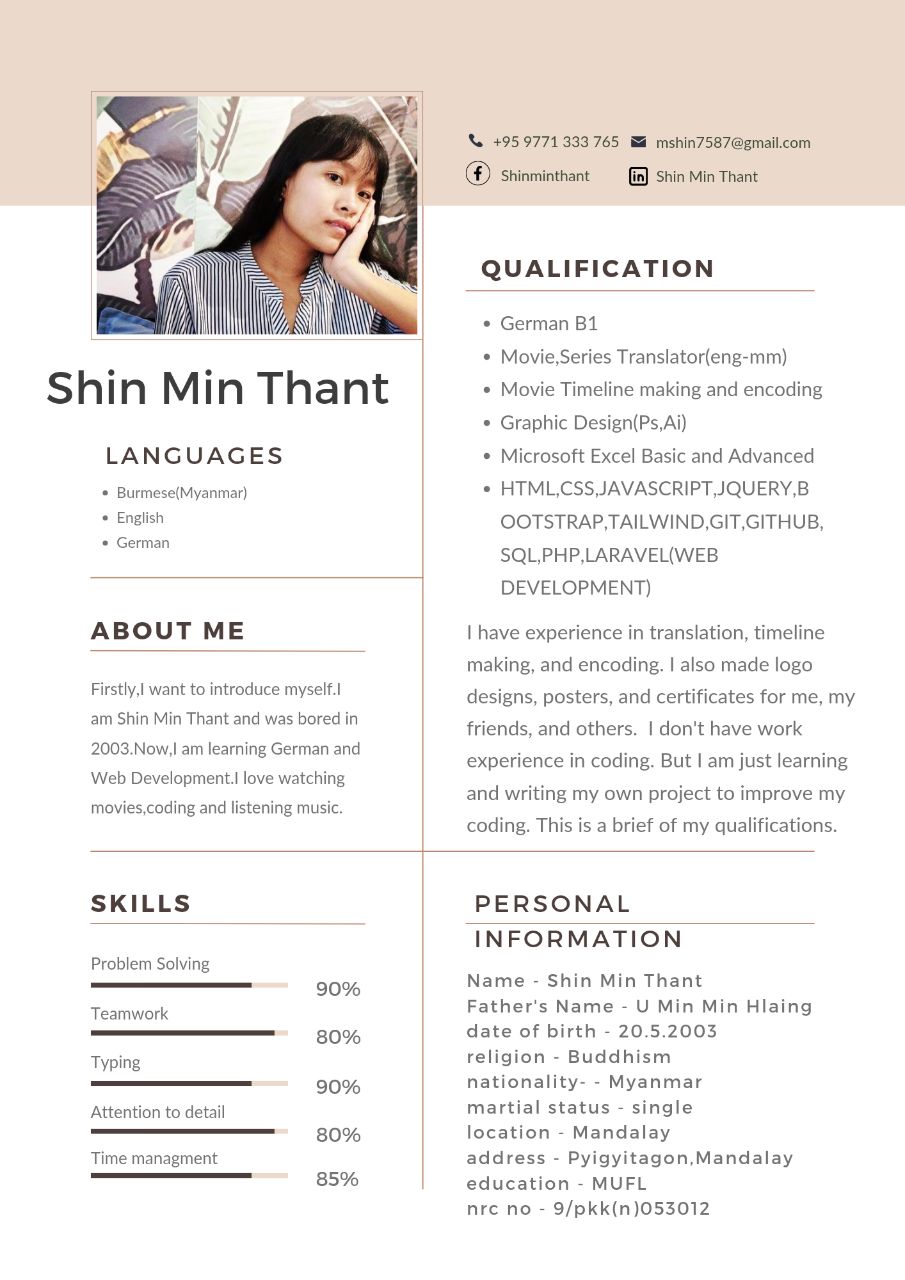 +95 9771 333 765 mshin7587@gmail.com
Shinminthant Shin Min Thant
Shin Min Thant
LANGUAGES
Burmese(Myanmar)
English
German
ABOUT ME
Firstly,I want to introduce myself.I
am Shin Min Thant and was bored in
2003.Now,I am learning German and
Web Development.I love watching
movies,coding and listening music.
SKILLS
Problem Solving
90%
Teamwork
80%
Typing
90%
Attention to detail
80%
Time managment
85%
QUALIFICATION
German B1
Movie,Series Translator(eng-mm)
Movie Timeline making and encoding
Graphic Design(Ps,Ai)
Microsoft Excel Basic and Advanced
HTML,CSS,JAVASCRIPT,JQUERY,B
OOTSTRAP,TAILWIND,GIT,GITHUB,
SQL,PHP,LARAVEL(WEB
DEVELOPMENT)
I have experience in translation, timeline
making, and encoding. I also made logo
designs, posters, and certificates for me, my
friends, and others.  I don't have work
experience in coding. But I am just learning
and writing my own project to improve my
coding. This is a brief of my qualifications.
PERSONAL
INFORMATION
Name - Shin Min Thant
Father's Name - U Min Min Hlaing
date of birth - 20.5.2003
religion - Buddhism
nationality- - Myanmar
martial status - single
location - Mandalay
address - Pyigyitagon,Mandalay
education - MUFL
nrc no - 9/pkk(n)053012